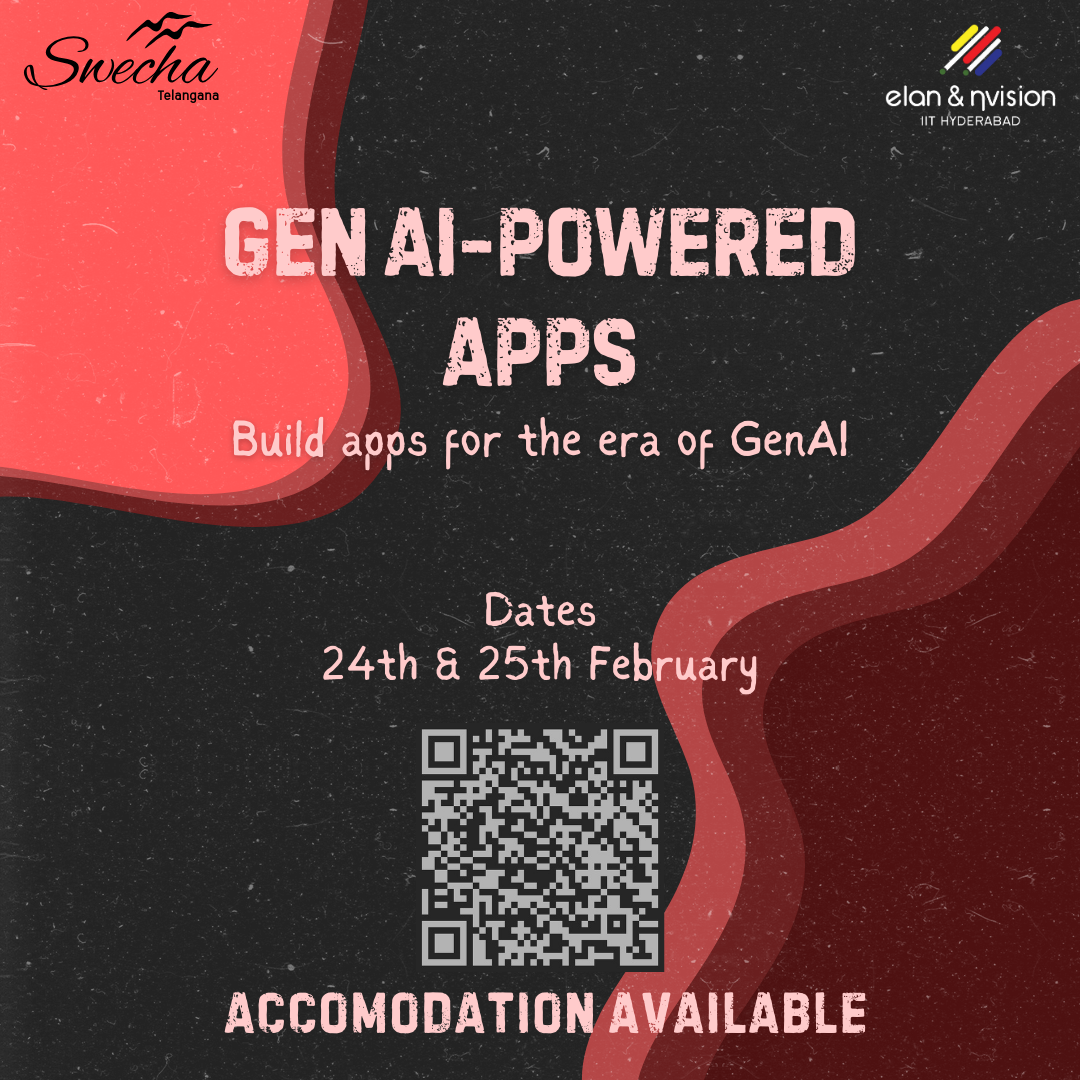 Swecha
Telangana
elan & ηvision
IIT HYDERABAD
GEN AI-POWERED
APPS
Build apps for the era of GenAI
Dates
24th & 25th February
ACCOMODATION AVAILABLE